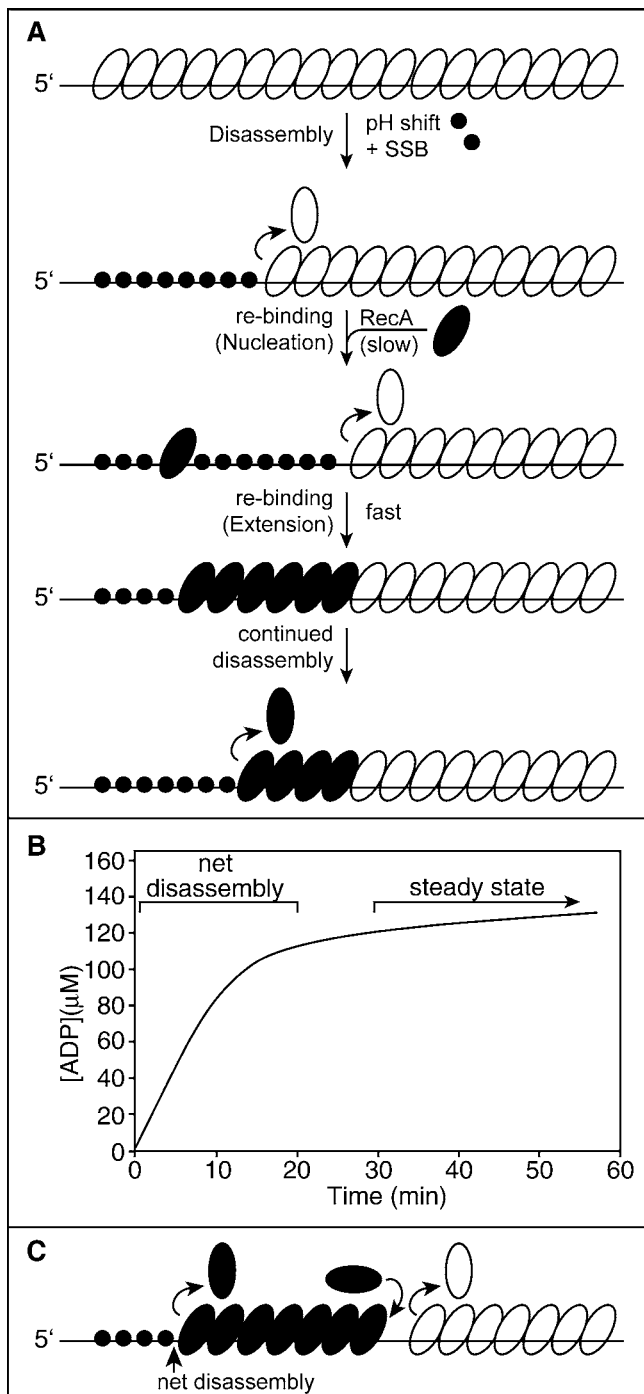 A
5‘
Disassembly
pH shift
+ SSB
5‘
re-binding
(Nucleation)
RecA
(slow)
5‘
re-binding
(Extension)
fast
5‘
continued
disassembly
5‘
B
160
140
120
100
80
60
40
20
0
[ADP](μM)
net
disassembly
steady state
0 10 20 30 40 50 60
Time (min)
C
5‘
net disassembly